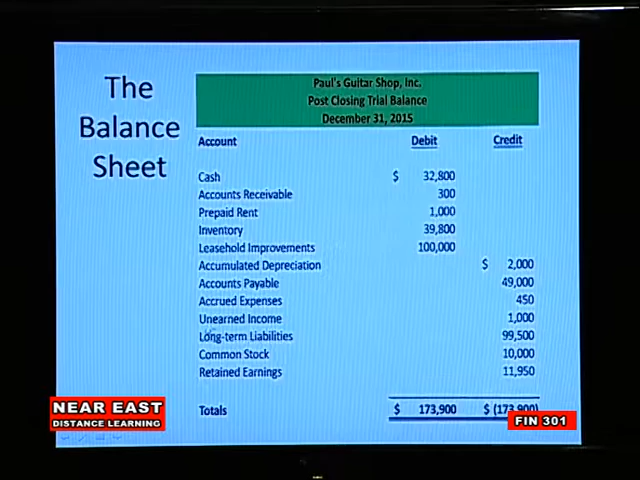 The
Balance
Sheet
Paul's Guitar Shop, Inc.
Post Closing Trial Balance
December 31, 2015
Account Debit Credit
Cash $ 32,800
Accounts Receivable 300
Prepaid Rent 1,000
Inventory 39,800
Leasehold Improvements 100,000
Accumulated Depreciation $ 2,000
Accounts Payable 49,000
Accrued Expenses 450
Unearned Income 1,000
Long-term Liabilities 99,500
Common Stock 10,000
Retained Earnings 11,950
Totals $ 173,900 $ (173,900)
NEAR EAST
DISTANCE LEARNING
FIN 301